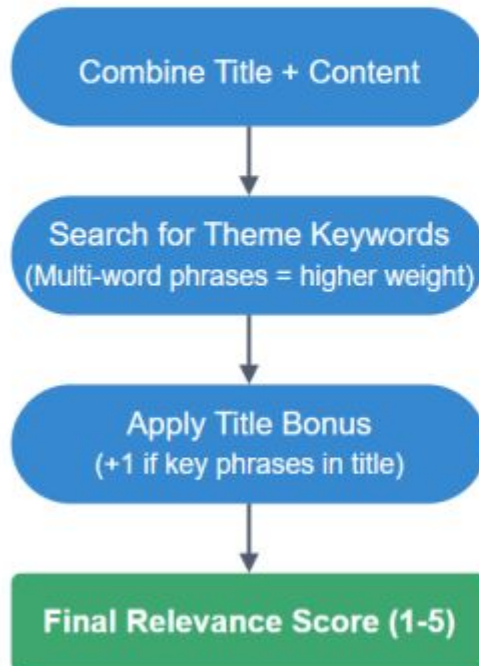 Combine Title + Content
Search for Theme Keywords
(Multi-word phrases = higher weight)
Apply Title Bonus
(+1 if key phrases in title)
Final Relevance Score (1-5)